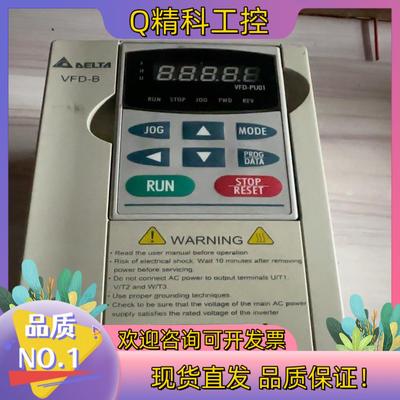 Q精科工控
DELTA
VFD-B
VFD-PU01
RUN STOP JOG FWD REV
JOG
MODE
PROG
DATA
RUN
STOP
RESET
WARNING
Read the user manual before operation
Risk of electrical shock. Wait 10 minutes after removing
power before servicing.
Do not connect AC power to output terminals U/T1.
V/T2 and W/T3.
Use proper grounding techniques
Check to be sure that the voltage of the main AC power
supply satisfies the rated voltage of the inverter
品质
NO.1
欢迎咨询可开发票
现货直发 品质保证!